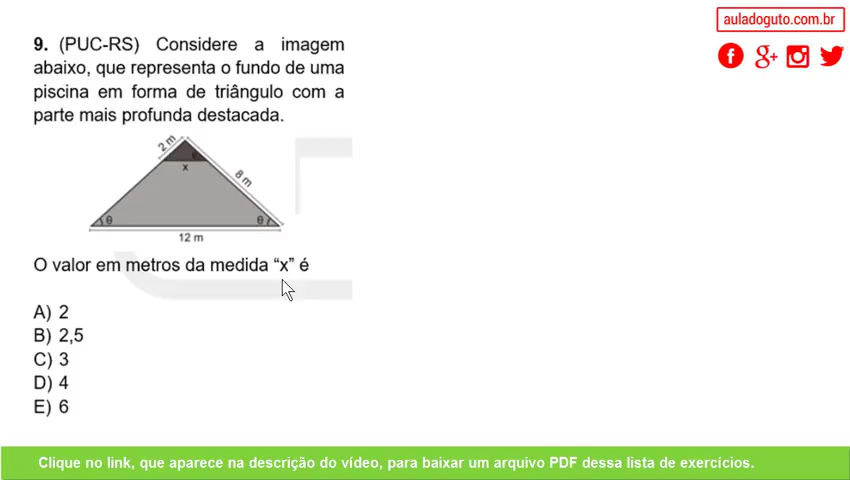 auladoguto.com.br
9. (PUC-RS) Considere a imagem
abaixo, que representa o fundo de uma
piscina em forma de triângulo com a
parte mais profunda destacada.
2 m
x
8 m
θ
θ
12 m
O valor em metros da medida “x” é
A) 2
B) 2,5
C) 3
D) 4
E) 6
Clique no link, que aparece na descrição do vídeo, para baixar um arquivo PDF dessa lista de exercícios.